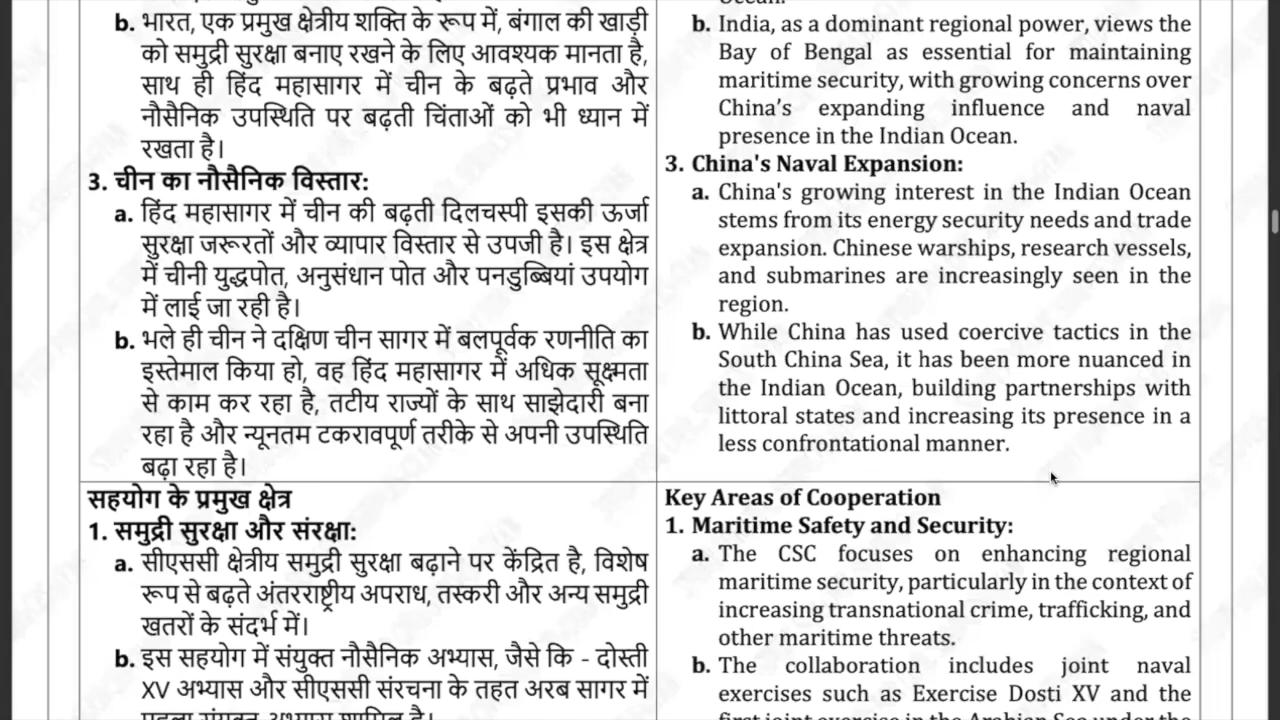 b. भारत, एक प्रमुख क्षेत्रीय शक्ति के रूप में, बंगाल की खाड़ी
को समुद्री सुरक्षा बनाए रखने के लिए आवश्यक मानता है,
साथ ही हिंद महासागर में चीन के बढ़ते प्रभाव और
नौसैनिक उपस्थिति पर बढ़ती चिंताओं को भी ध्यान में
रखता है।
3. चीन का नौसैनिक विस्तार:
a. हिंद महासागर में चीन की बढ़ती दिलचस्पी इसकी ऊर्जा
सुरक्षा जरूरतों और व्यापार विस्तार से उपजी है। इस क्षेत्र
में चीनी युद्धपोत, अनुसंधान पोत और पनडुब्बियां उपयोग
में लाई जा रही है।
b. भले ही चीन ने दक्षिण चीन सागर में बलपूर्वक रणनीति का
इस्तेमाल किया हो, वह हिंद महासागर में अधिक सूक्ष्मता
से काम कर रहा है, तटीय राज्यों के साथ साझेदारी बना
रहा है और न्यूनतम टकरावपूर्ण तरीके से अपनी उपस्थिति
बढ़ा रहा है।
सहयोग के प्रमुख क्षेत्र
1. समुद्री सुरक्षा और संरक्षा:
a. सीएससी क्षेत्रीय समुद्री सुरक्षा बढ़ाने पर केंद्रित है, विशेष
रूप से बढ़ते अंतरराष्ट्रीय अपराध, तस्करी और अन्य समुद्री
खतरों के संदर्भ में।
b. इस सहयोग में संयुक्त नौसैनिक अभ्यास, जैसे कि - दोस्ती
XV अभ्यास और सीएससी संरचना के तहत अरब सागर में
पहला संयुक्त अभ्यास शामिल है।
Ocean.
b. India, as a dominant regional power, views the
Bay of Bengal as essential for maintaining
maritime security, with growing concerns over
China's expanding influence and naval
presence in the Indian Ocean.
3. China's Naval Expansion:
a. China's growing interest in the Indian Ocean
stems from its energy security needs and trade
expansion. Chinese warships, research vessels,
and submarines are increasingly seen in the
region.
b. While China has used coercive tactics in the
South China Sea, it has been more nuanced in
the Indian Ocean, building partnerships with
littoral states and increasing its presence in a
less confrontational manner.
Key Areas of Cooperation
1. Maritime Safety and Security:
a. The CSC focuses on enhancing regional
maritime security, particularly in the context of
increasing transnational crime, trafficking, and
other maritime threats.
b. The collaboration includes joint naval
exercises such as Exercise Dosti XV and the
first joint exercise in the Arabian Sea under the